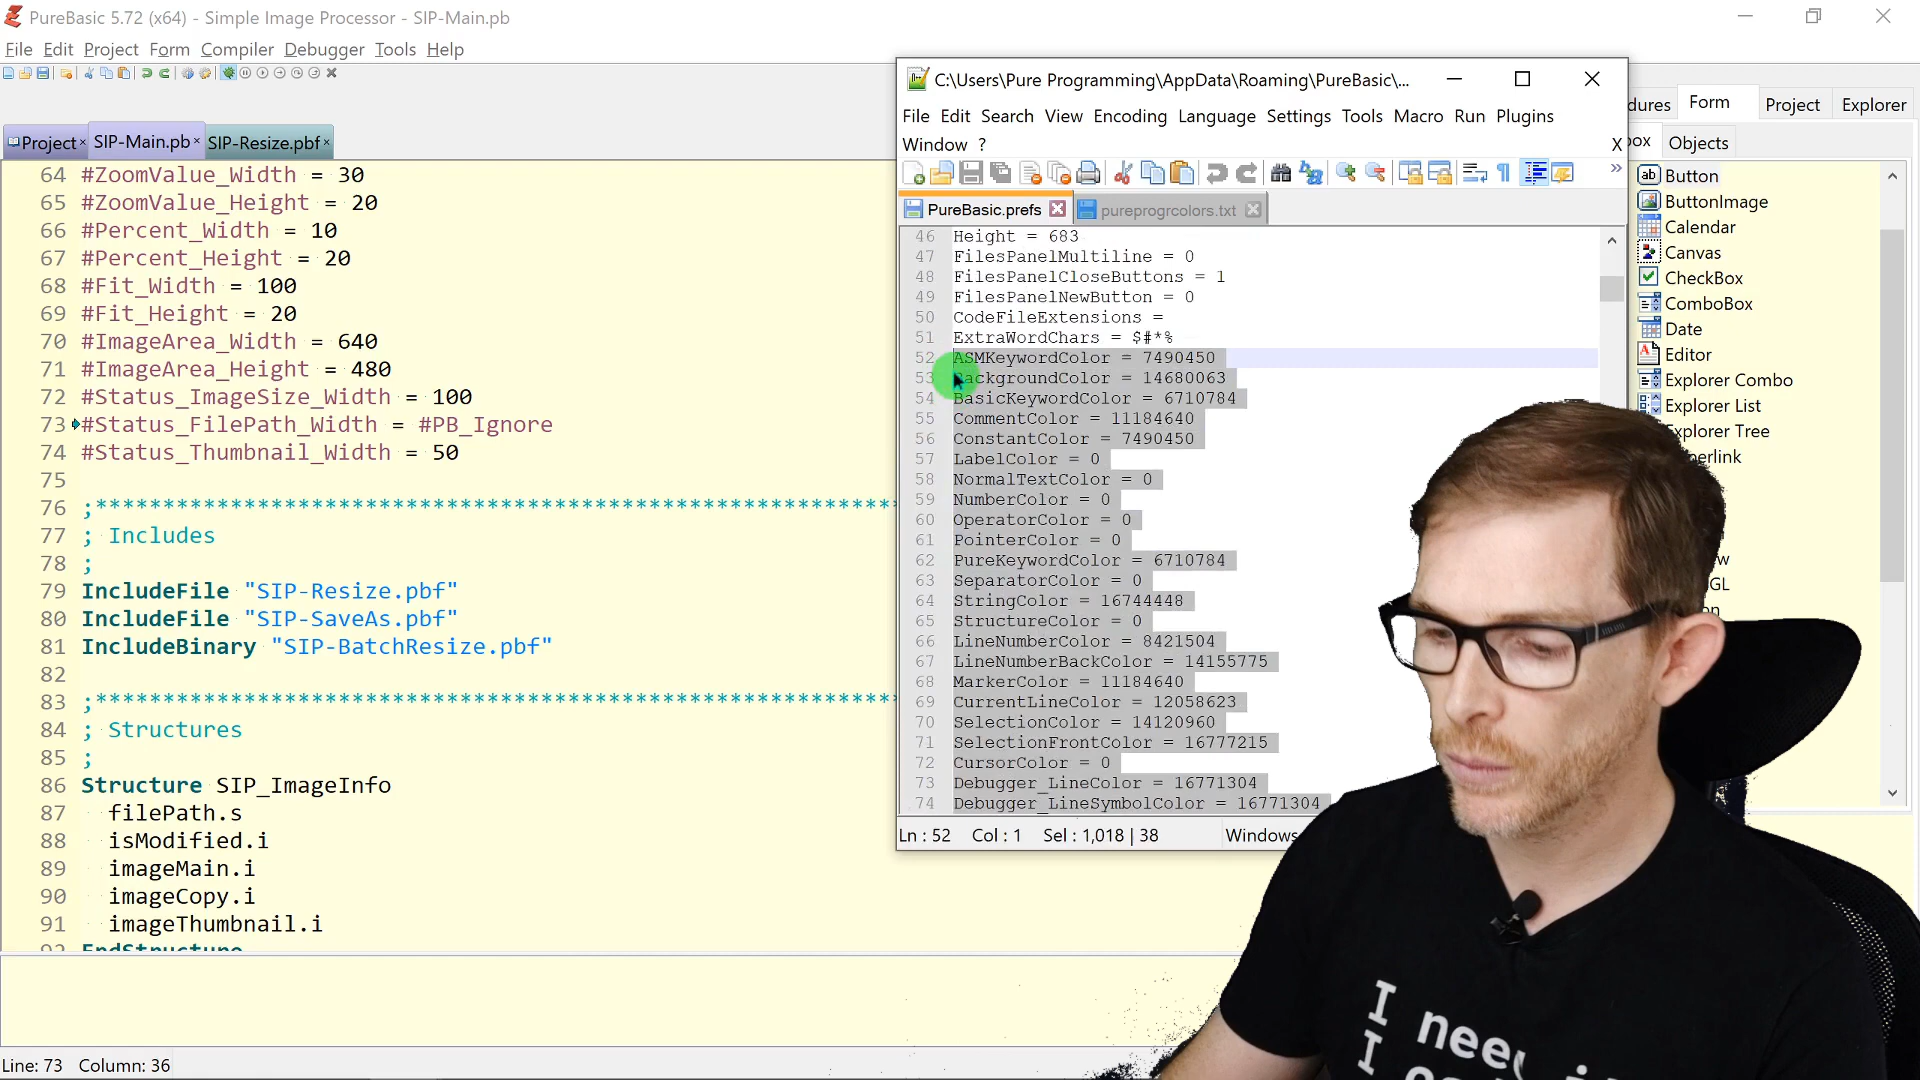 PureBasic 5.72 (x64) - Simple Image Processor - SIP-Main.pb
File Edit Project Form Compiler Debugger Tools Help
Project × SIP-Main.pb × SIP-Resize.pbf ×
64 #ZoomValue_Width = 30
65 #ZoomValue_Height = 20
66 #Percent_Width = 10
67 #Percent_Height = 20
68 #Fit_Width = 100
69 #Fit_Height = 20
70 #ImageArea_Width = 640
71 #ImageArea_Height = 480
72 #Status_ImageSize_Width = 100
73 #Status_FilePath_Width = #PB_Ignore
74 #Status_Thumbnail_Width = 50
75
76 ;************************************************************
77 ; Includes
78 ;
79 IncludeFile "SIP-Resize.pbf"
80 IncludeFile "SIP-SaveAs.pbf"
81 IncludeBinary "SIP-BatchResize.pbf"
82
83 ;************************************************************
84 ; Structures
85 ;
86 Structure SIP_ImageInfo
87 filePath.s
88 isModified.i
89 imageMain.i
90 imageCopy.i
91 imageThumbnail.i
92 EndStructure
Line: 73 Column: 36
C:\Users\Pure Programming\AppData\Roaming\PureBasic\...
File Edit Search View Encoding Language Settings Tools Macro Run Plugins
Window ? X
PureBasic.prefs pureprogrcolors.txt
46 Height = 683
47 FilesPanelMultiline = 0
48 FilesPanelCloseButtons = 1
49 FilesPanelNewButton = 0
50 CodeFileExtensions =
51 ExtraWordChars = $#*%
52 ASMKeywordColor = 7490450
53 BackgroundColor = 14680063
54 BasicKeywordColor = 6710784
55 CommentColor = 11184640
56 ConstantColor = 7490450
57 LabelColor = 0
58 NormalTextColor = 0
59 NumberColor = 0
60 OperatorColor = 0
61 PointerColor = 0
62 PureKeywordColor = 6710784
63 SeparatorColor = 0
64 StringColor = 16744448
65 StructureColor = 0
66 LineNumberColor = 8421504
67 LineNumberBackColor = 14155775
68 MarkerColor = 11184640
69 CurrentLineColor = 12058623
70 SelectionColor = 14120960
71 SelectionFrontColor = 16777215
72 CursorColor = 0
73 Debugger_LineColor = 16771304
74 Debugger_LineSymbolColor = 16771304
Ln : 52 Col : 1 Sel : 1,018 | 38 Windows
dures Form Project Explorer
box Objects
Button
ButtonImage
Calendar
Canvas
CheckBox
ComboBox
Date
Editor
Explorer Combo
Explorer List
Explorer Tree
perlink
GL
I need
I